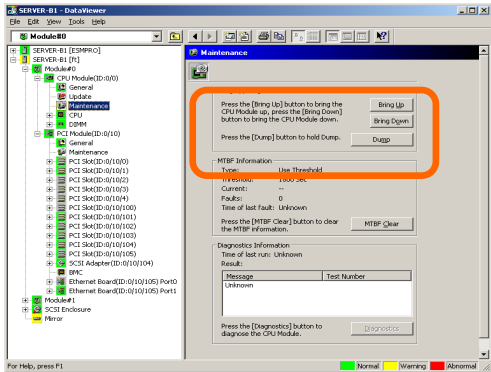 SERVER-B1 - DataViewer
File Edit View Tools Help
Module#0
SERVER-B1 [ESMPRO]
SERVER-B1 [ft]
Module#0
CPU Module(ID:0/0)
General
Update
Maintenance
CPU
DIMM
PCI Module(ID:0/10)
General
Maintenance
PCI Slot(ID:0/10/0)
PCI Slot(ID:0/10/1)
PCI Slot(ID:0/10/2)
PCI Slot(ID:0/10/3)
PCI Slot(ID:0/10/4)
PCI Slot(ID:0/10/100)
PCI Slot(ID:0/10/101)
PCI Slot(ID:0/10/102)
PCI Slot(ID:0/10/103)
PCI Slot(ID:0/10/104)
PCI Slot(ID:0/10/105)
SCSI Adapter(ID:0/10/104)
BMC
Ethernet Board(ID:0/10/105) Port0
Ethernet Board(ID:0/10/105) Port1
Module#1
SCSI Enclosure
Mirror
Maintenance
Press the [Bring Up] button to bring the
CPU Module up, press the [Bring Down]
button to bring the CPU Module down.
Bring Up
Bring Down
Press the [Dump] button to hold Dump.
Dump
MTBF Information
Type: Use Threshold
Threshold: 1800 Sec
Current: --
Faults: 0
Time of last fault: Unknown
Press the [MTBF Clear] button to clear
the MTBF information.
MTBF Clear
Diagnostics Information
Time of last run: Unknown
Result:
Message Test Number
Unknown
Press the [Diagnostics] button to
diagnose the CPU Module.
Diagnostics
For Help, press F1
Normal Warning Abnormal